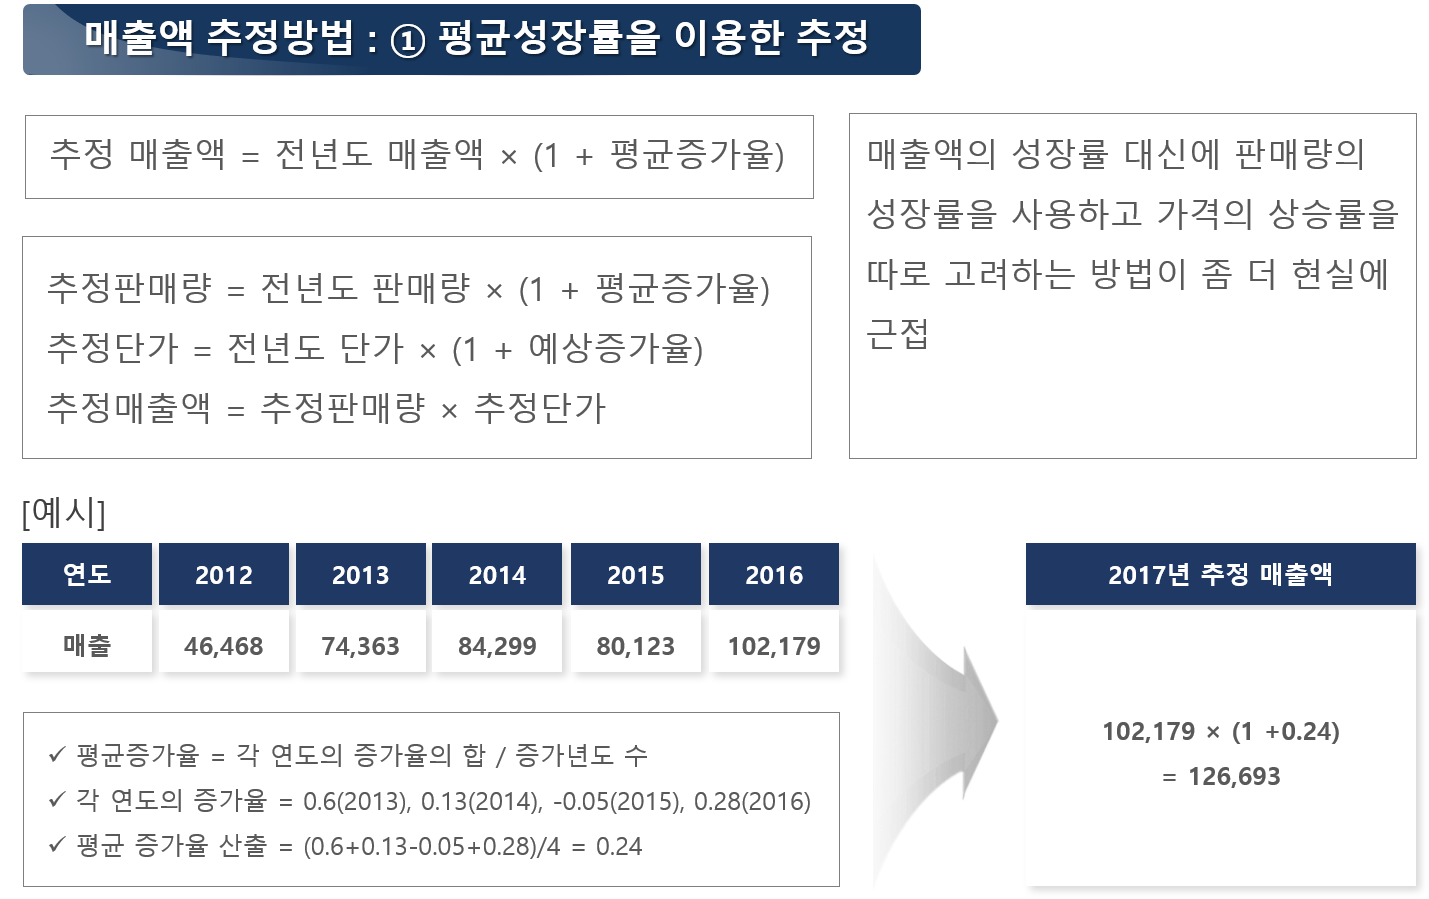 매출액 추정방법 : ① 평균성장률을 이용한 추정
추정 매출액 = 전년도 매출액 × (1 + 평균증가율)
추정판매량 = 전년도 판매량 × (1 + 평균증가율)
추정단가 = 전년도 단가 × (1 + 예상증가율)
추정매출액 = 추정판매량 × 추정단가
매출액의 성장률 대신에 판매량의
성장률을 사용하고 가격의 상승률을
따로 고려하는 방법이 좀 더 현실에
근접
[예시]
연도 2012 2013 2014 2015 2016
매출 46,468 74,363 84,299 80,123 102,179
✓ 평균증가율 = 각 연도의 증가율의 합 / 증가년도 수
✓ 각 연도의 증가율 = 0.6(2013), 0.13(2014), -0.05(2015), 0.28(2016)
✓ 평균 증가율 산출 = (0.6+0.13-0.05+0.28)/4 = 0.24
2017년 추정 매출액
102,179 × (1 +0.24)
= 126,693